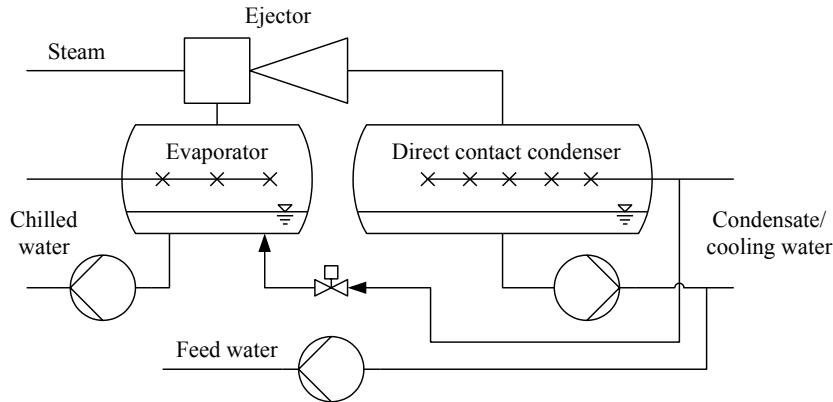 Ejector
Steam
Evaporator
Direct contact condenser
Chilled
water
Condensate/
cooling water
Feed water